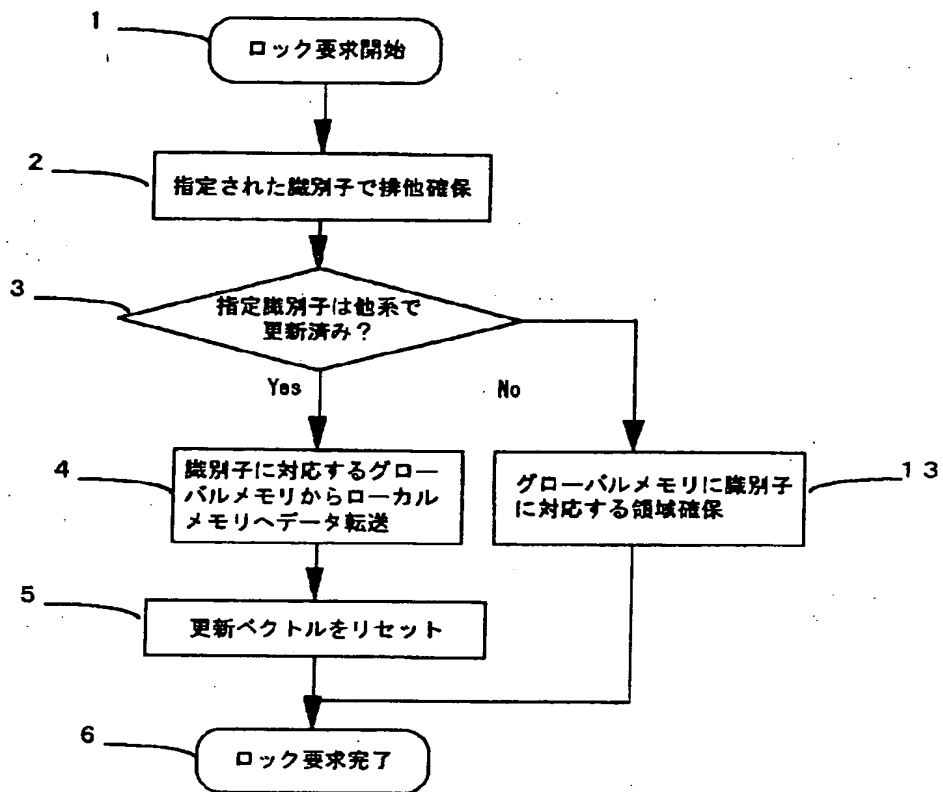 1
ロック要求開始
2
指定された識別子で排他確保
3
指定識別子は他系で
更新済み?
Yes
No
4
識別子に対応するグロー
バルメモリからローカル
メモリへデータ転送
グローバルメモリに識別子
に対応する領域確保
13
5
更新ベクトルをリセット
6
ロック要求完了